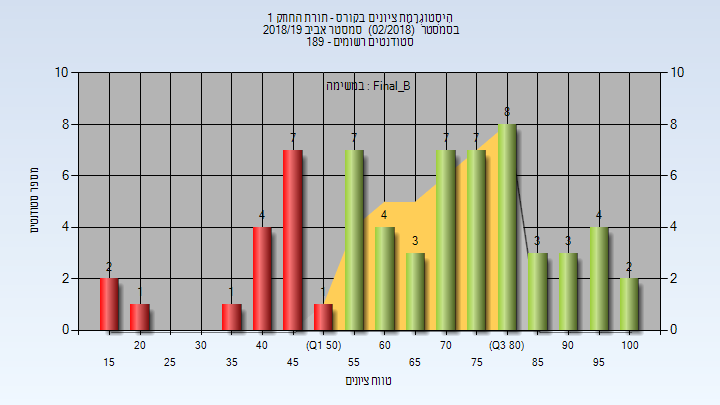 הִיסְטוֹגְרָמַת ציונים בקורס - תורת החוזק 1
בסמסטר (02/2018) סמסטר אביב 2018/19
סטודנטים רשומים - 189
במשימה : Final_B
10 10
8 8
6 6
4 4
2 2
0 0
מספר סטודנטים
2 1 1 4 7 1 7 4 3 7 7 8 3 3 4 2
20 30 40 (Q1 50) 60 70 (Q3 80) 90 100
15 25 35 45 55 65 75 85 95
טווח ציונים